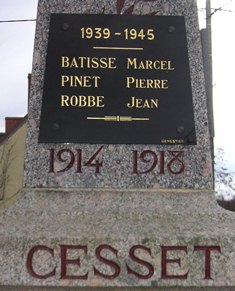 1939-1945
BATISSE MARCEL
PINET PIERRE
ROBBE JEAN
1914 1918
CESSET